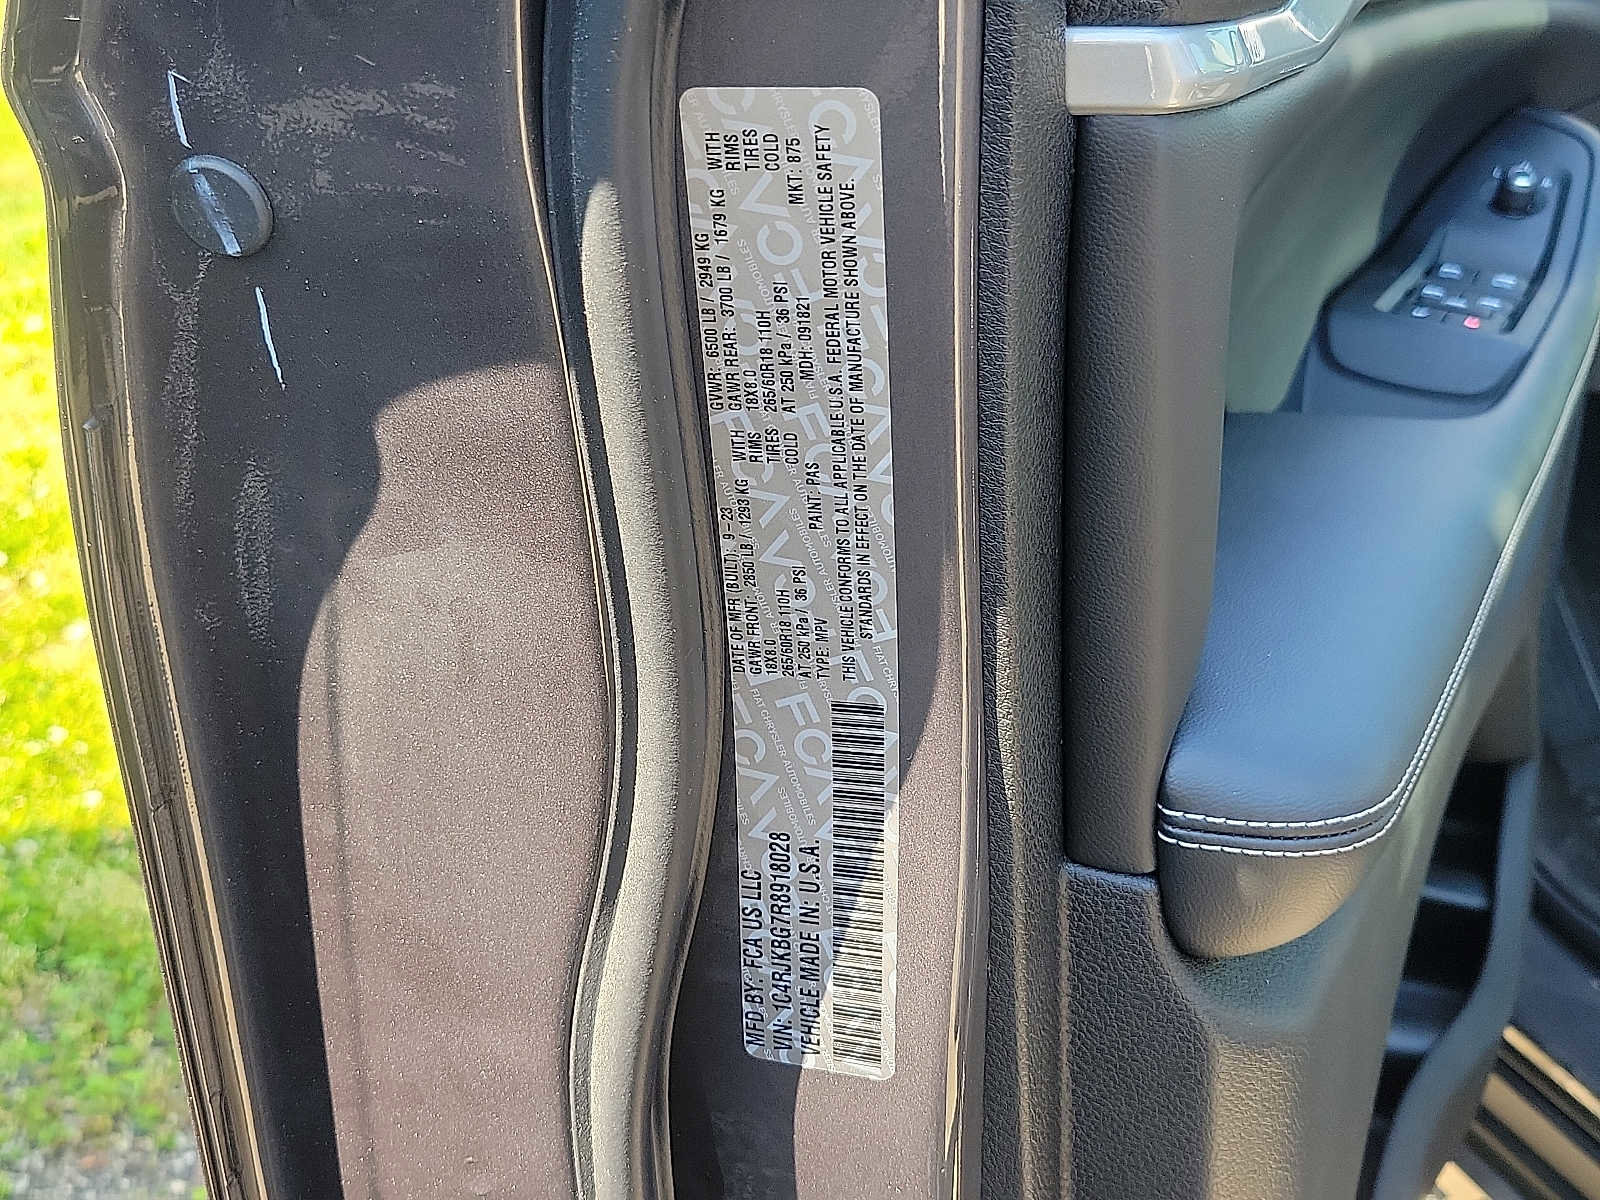 MFD BY: FCA US LLC
DATE OF MFR (BUILT): 9-23
GVWR: 6500 LB / 2949 KG
VIN: 1C4RJKBG7R8918028
GAWR FRONT: 2850 LB / 1293 KG WITH
18X8.0 RIMS
265/60R18 110H TIRES
AT 250 kPa / 36 PSI COLD
GAWR REAR: 3700 LB / 1679 KG WITH
18X8.0 RIMS
265/60R18 110H TIRES
AT 250 kPa / 36 PSI COLD
VEHICLE MADE IN: U.S.A.
TYPE: MPV PAINT: PAS MDH: 091821 MKT: 875
THIS VEHICLE CONFORMS TO ALL APPLICABLE U.S.A. FEDERAL MOTOR VEHICLE SAFETY
STANDARDS IN EFFECT ON THE DATE OF MANUFACTURE SHOWN ABOVE.